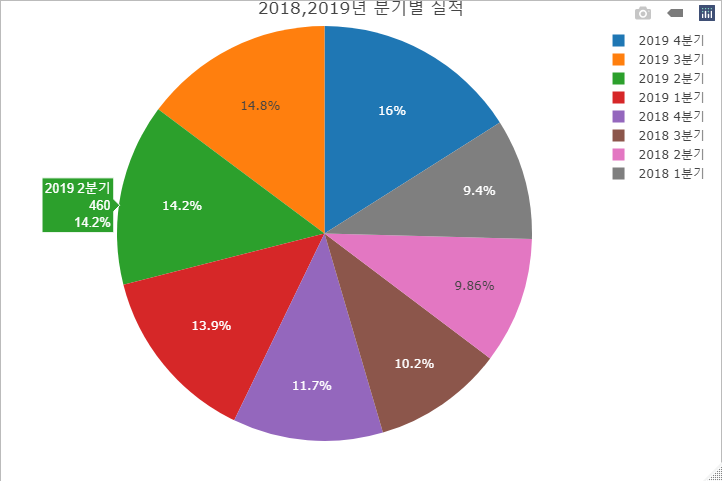 2018,2019년 분기별 실적
2019 4분기
2019 3분기
2019 2분기
2019 1분기
2018 4분기
2018 3분기
2018 2분기
2018 1분기
14.8%
16%
9.4%
2019 2분기
460
14.2%
14.2%
9.86%
13.9%
10.2%
11.7%